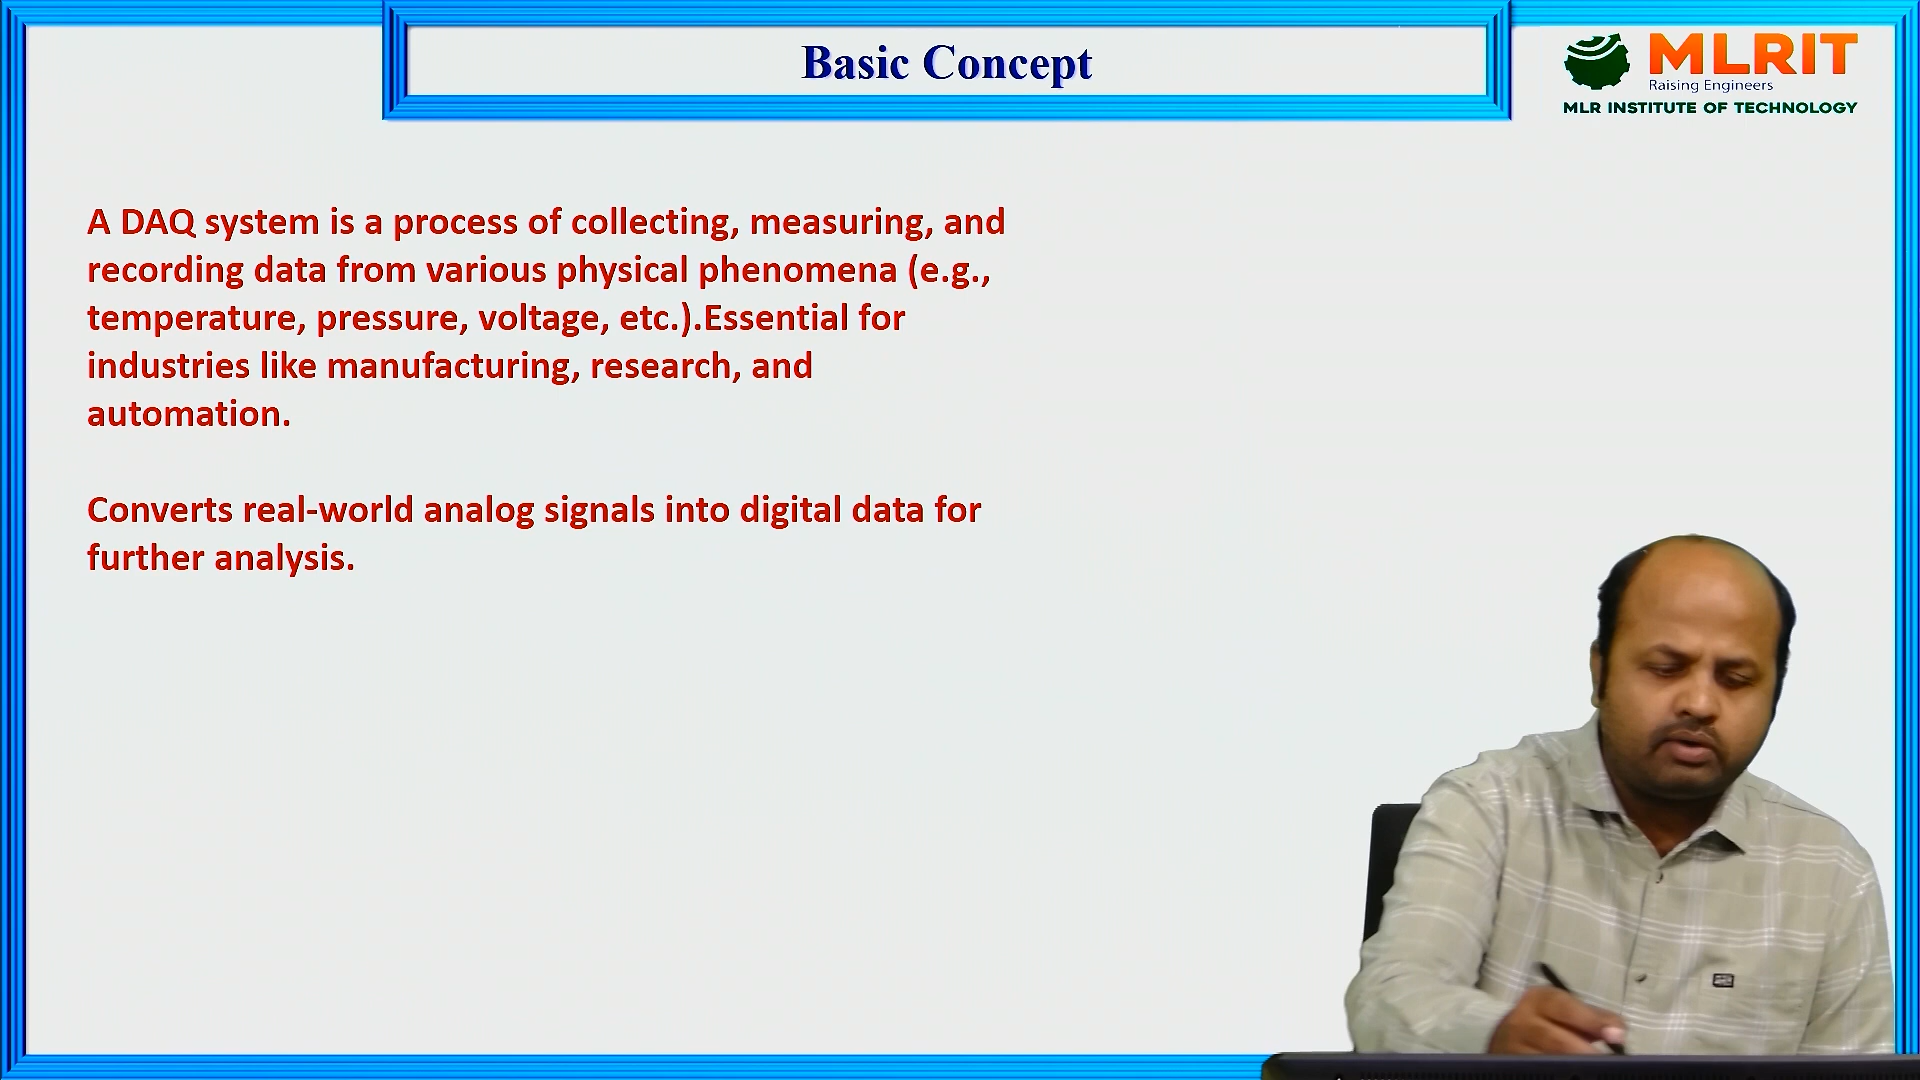 Basic Concept
MLRIT
Raising Engineers
MLR INSTITUTE OF TECHNOLOGY
A DAQ system is a process of collecting, measuring, and
recording data from various physical phenomena (e.g.,
temperature, pressure, voltage, etc.).Essential for
industries like manufacturing, research, and
automation.
Converts real-world analog signals into digital data for
further analysis.